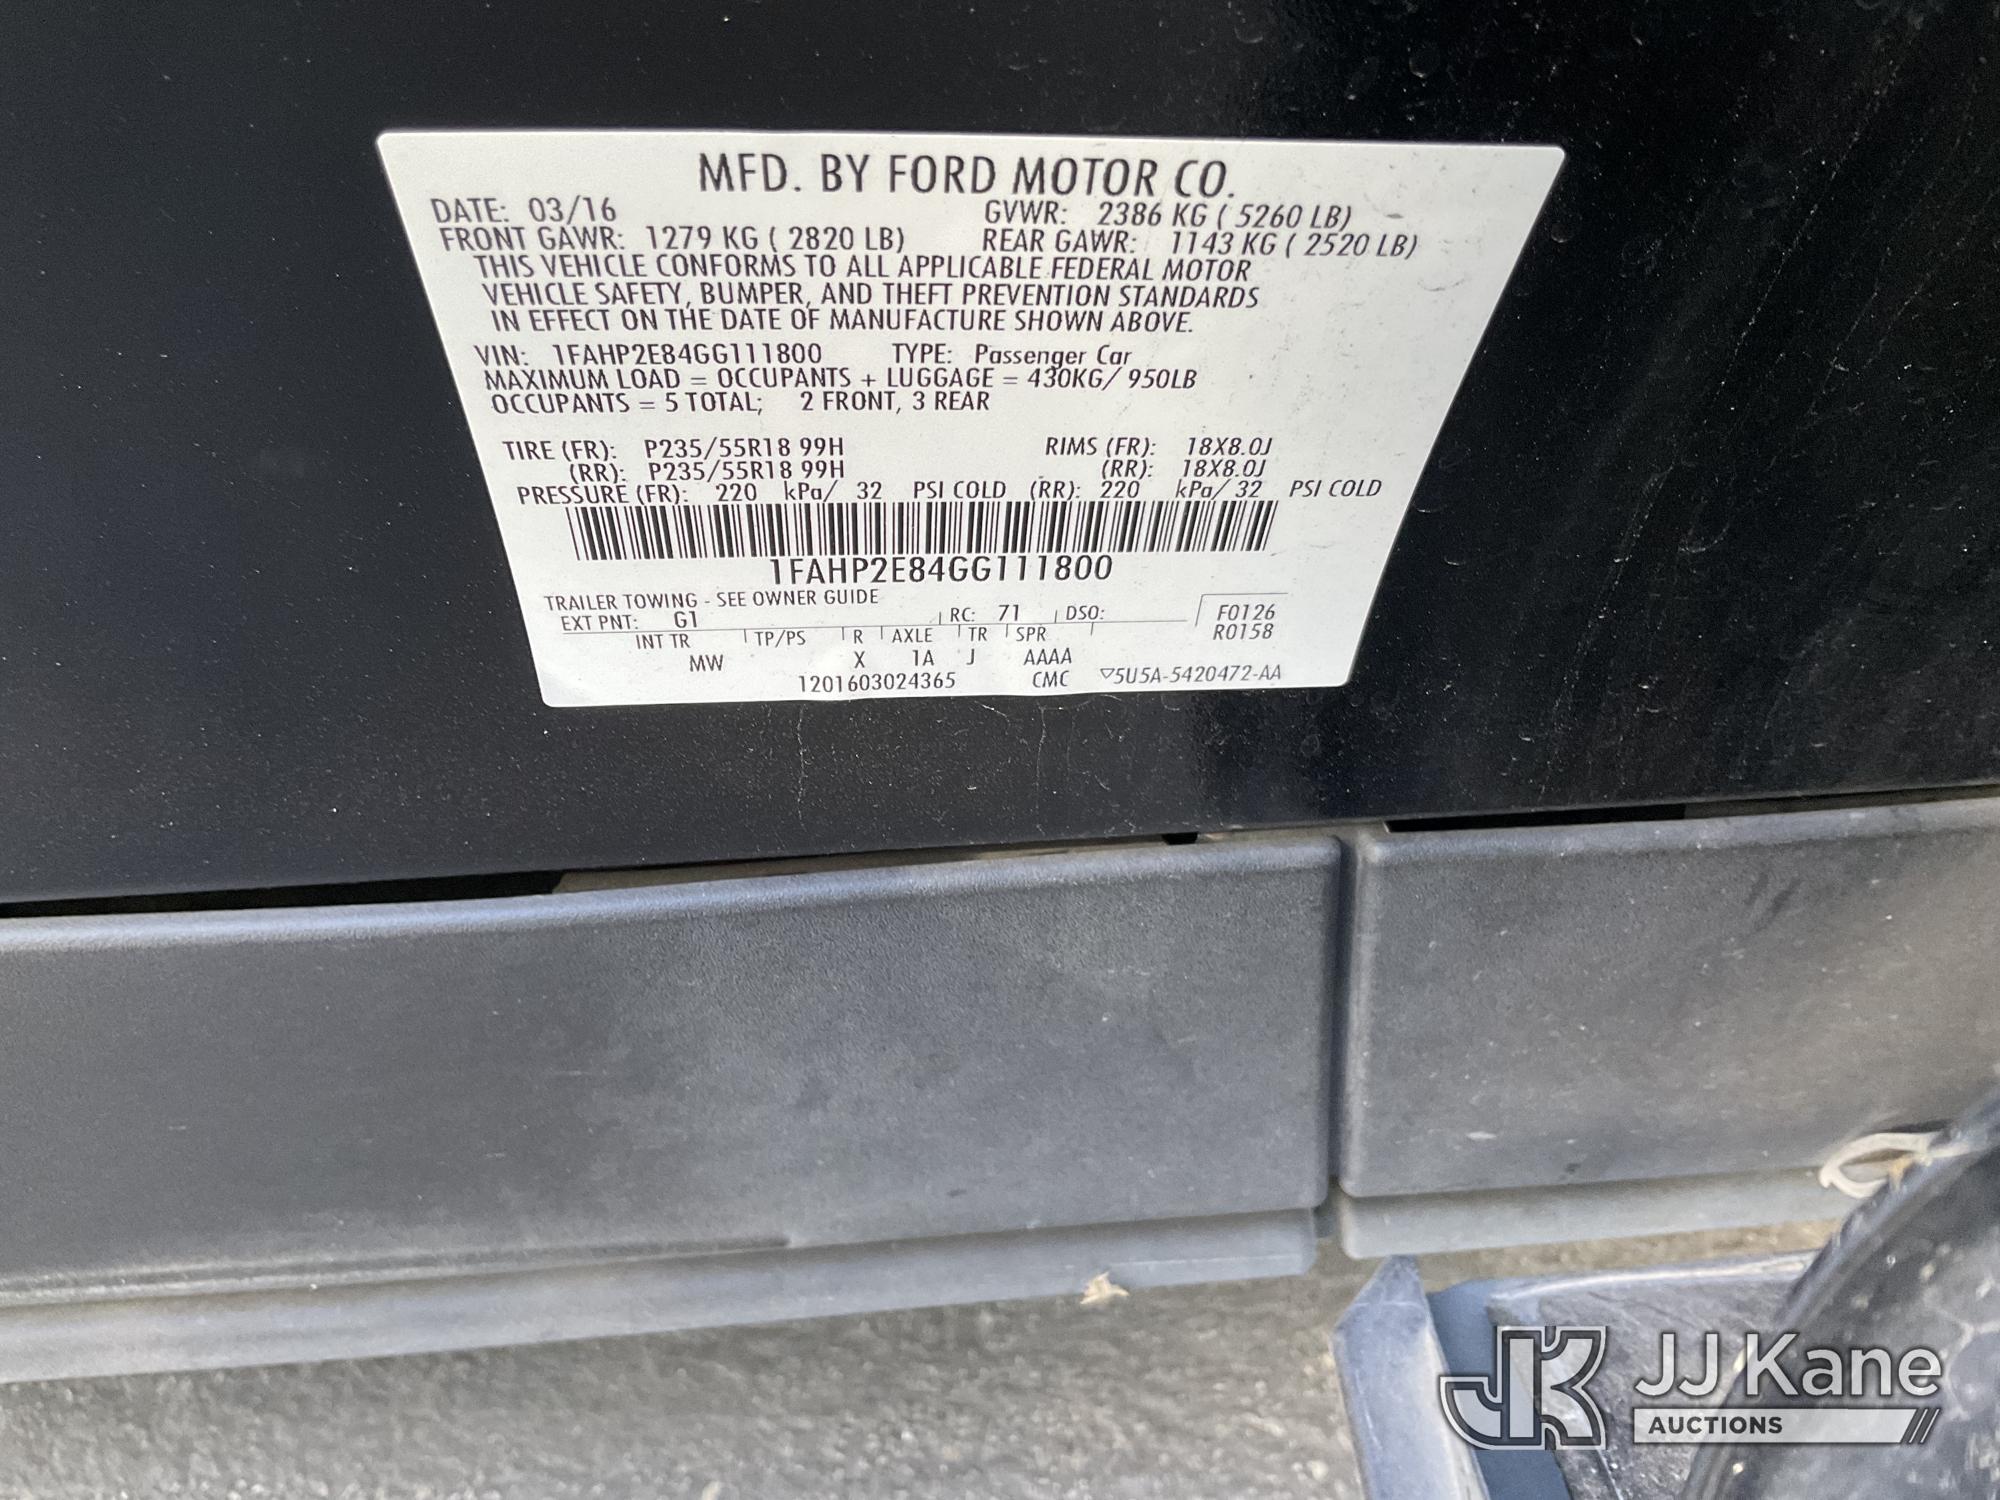 MFD. BY FORD MOTOR CO.
DATE: 03/16 GVWR: 2386 KG ( 5260 LB)
FRONT GAWR: 1279 KG ( 2820 LB) REAR GAWR: 1143 KG ( 2520 LB)
THIS VEHICLE CONFORMS TO ALL APPLICABLE FEDERAL MOTOR
VEHICLE SAFETY, BUMPER, AND THEFT PREVENTION STANDARDS
IN EFFECT ON THE DATE OF MANUFACTURE SHOWN ABOVE.
VIN: 1FAHP2E84GG111800 TYPE: Passenger Car
MAXIMUM LOAD = OCCUPANTS + LUGGAGE = 430KG/ 950LB
OCCUPANTS = 5 TOTAL; 2 FRONT, 3 REAR
TIRE (FR): P235/55R18 99H RIMS (FR): 18X8.0J
(RR): P235/55R18 99H (RR): 18X8.0J
PRESSURE (FR): 220 kPa/ 32 PSI COLD (RR): 220 kPa/ 32 PSI COLD
1FAHP2E84GG111800
TRAILER TOWING - SEE OWNER GUIDE
EXT PNT: G1 RC: 71 DSO: F0126
INT TR TP/PS R AXLE TR SPR R0158
MW X 1A J AAAA
1201603024365 CMC ▽5U5A-5420472-AA
JK JJ Kane
AUCTIONS